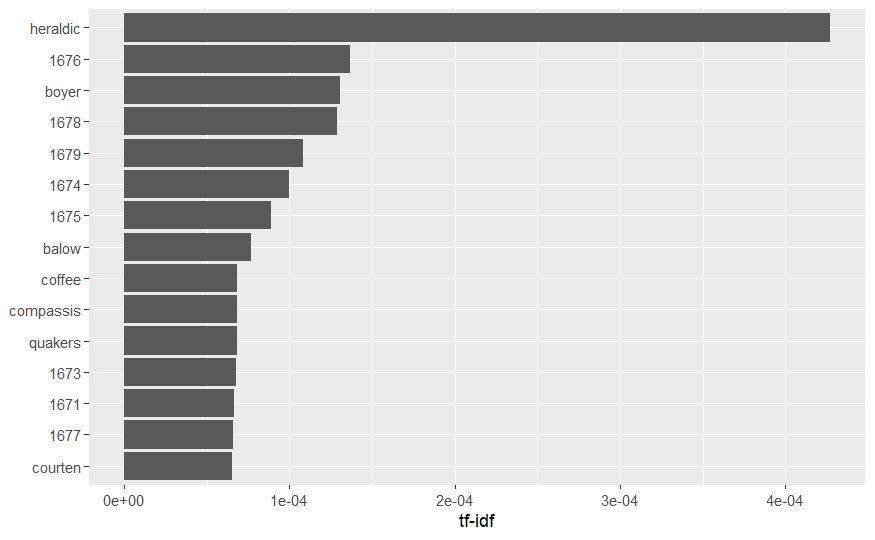 heraldic
1676
boyer
1678
1679
1674
1675
balow
coffee
compassis
quakers
1673
1671
1677
courten
0e+00 1e-04 2e-04 3e-04 4e-04
tf-idf